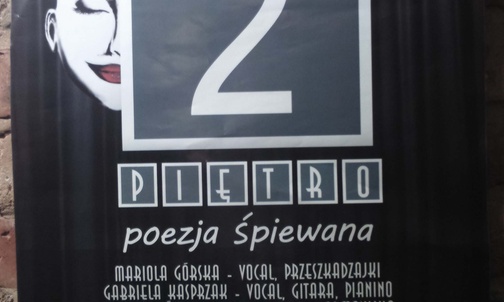 2
PIĘTRO
poezja śpiewana
MARIOLA GÓRSKA - VOCAL, PRZESZKADZAJKI
GABRIELA KASPRZAK - VOCAL, GITARA, PIANINO